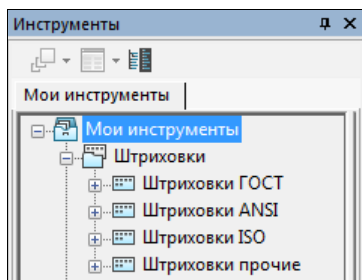 Инструменты
Мои инструменты
Мои инструменты
Штриховки
Штриховки ГОСТ
Штриховки ANSI
Штриховки ISO
Штриховки прочие